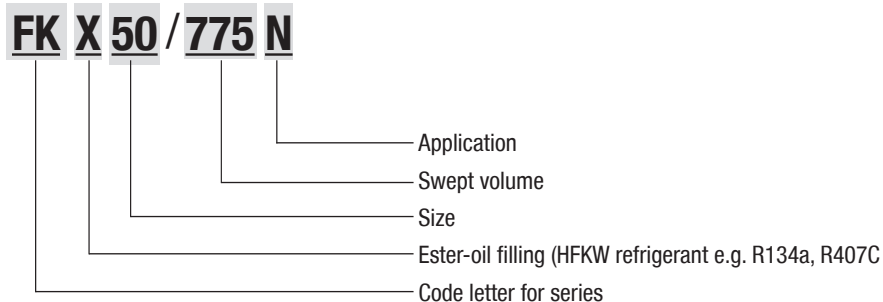 FK X 50 / 775 N
Application
Swept volume
Size
Ester-oil filling (HFKW refrigerant e.g. R134a, R407C
Code letter for series